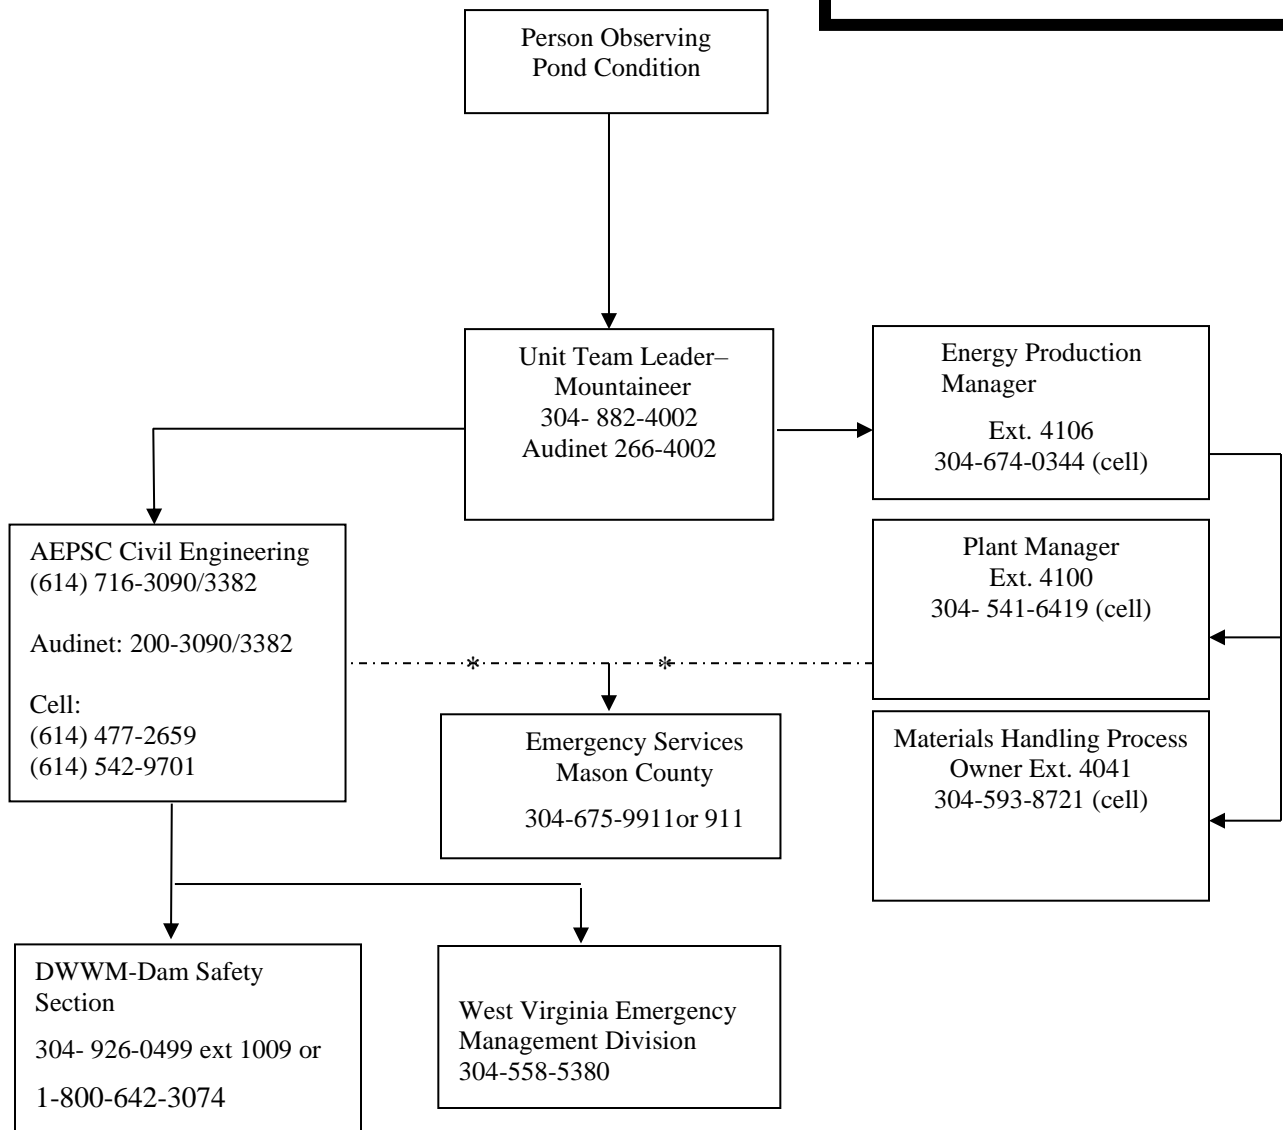 Person Observing
Pond Condition
Unit Team Leader–
Mountaineer
304- 882-4002
Audinet 266-4002
Energy Production
Manager
Ext. 4106
304-674-0344 (cell)
AEPSC Civil Engineering
(614) 716-3090/3382
Audinet: 200-3090/3382
Cell:
(614) 477-2659
(614) 542-9701
Plant Manager
Ext. 4100
304- 541-6419 (cell)
* *
Emergency Services
Mason County
304-675-9911or 911
Materials Handling Process
Owner Ext. 4041
304-593-8721 (cell)
DWWM-Dam Safety
Section
304- 926-0499 ext 1009 or
1-800-642-3074
West Virginia Emergency
Management Division
304-558-5380